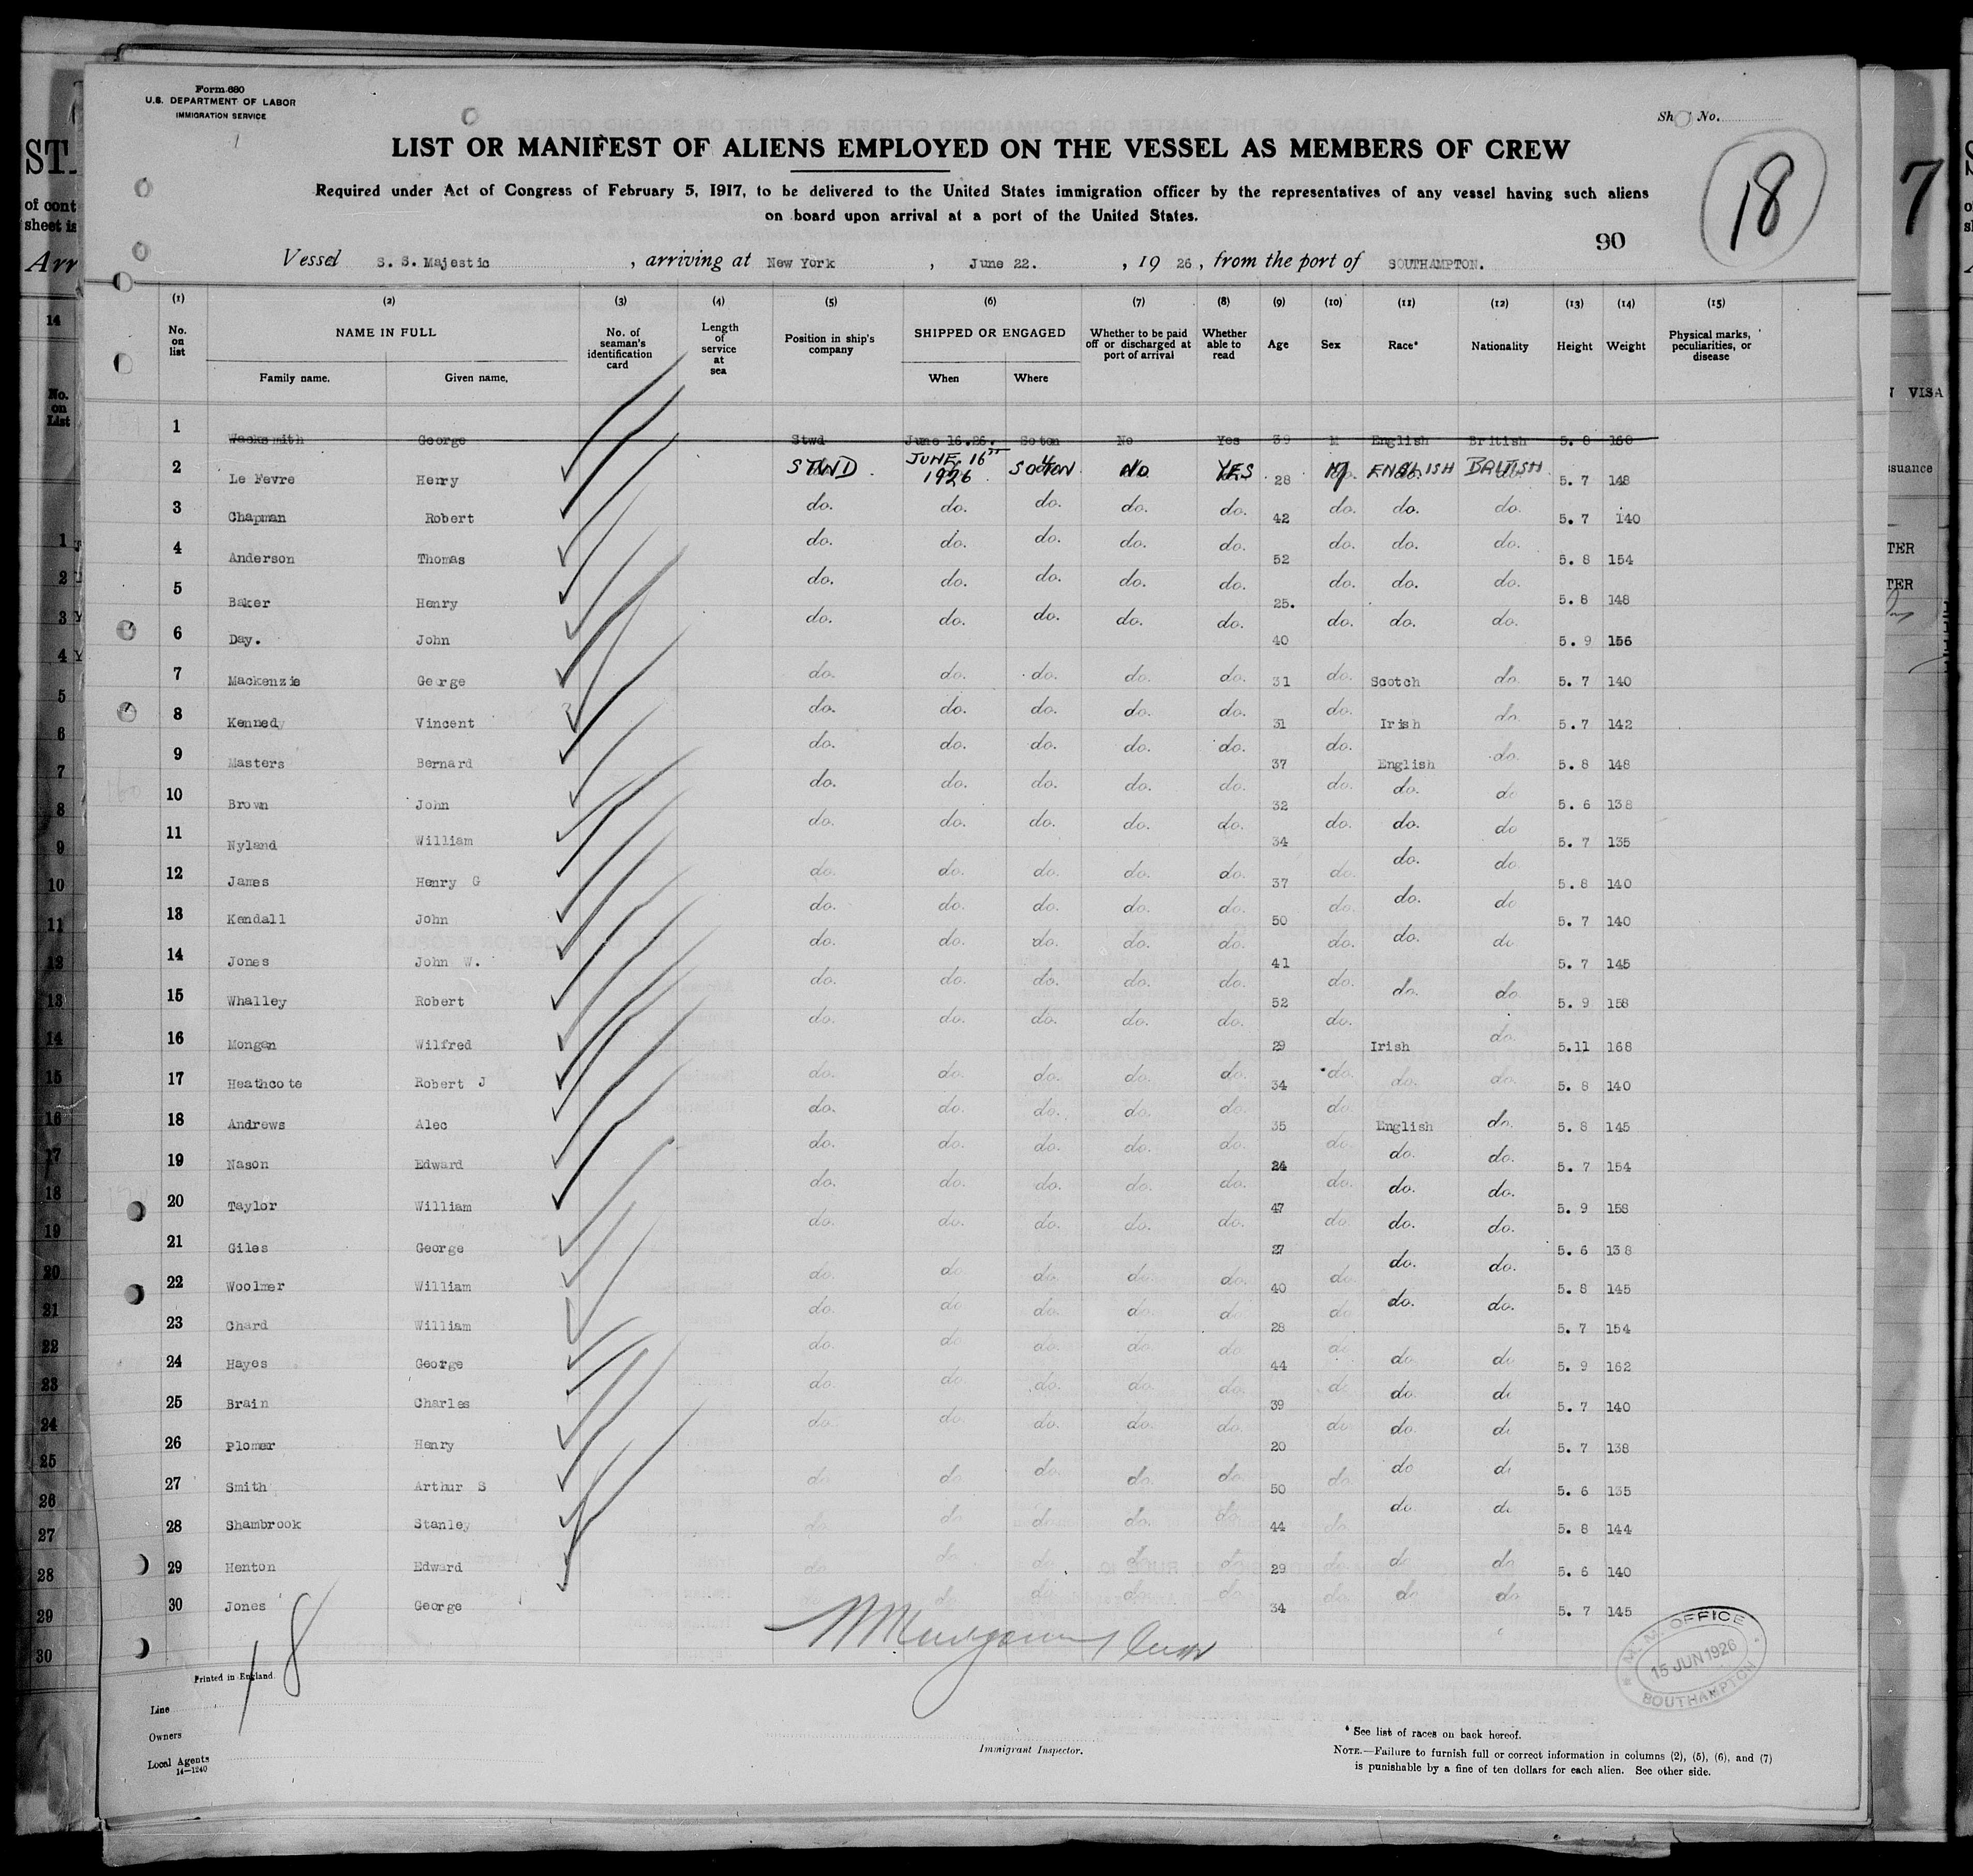 Form 680
U.S. DEPARTMENT OF LABOR
IMMIGRATION SERVICE
No.
18
LIST OR MANIFEST OF ALIENS EMPLOYED ON THE VESSEL AS MEMBERS OF CREW
Required under Act of Congress of February 5, 1917, to be delivered to the United States immigration officer by the representatives of any vessel having such aliens
on board upon arrival at a port of the United States.
90
Vessel S. S. Majestic , arriving at New York , June 22. , 19 26 , from the port of SOUTHAMPTON.
(1) (2) (3) (4) (5) (6) (7) (8) (9) (10) (11) (12) (13) (14) (15)
No. on list NAME IN FULL Family name. Given name, No. of seaman's identification card Length of service at sea Position in ship's company SHIPPED OR ENGAGED When Where Whether to be paid off or discharged at port of arrival Whether able to read Age Sex Race* Nationality Height Weight Physical marks, peculiarities, or disease
1 Wacksmith George Stwd June 16.26. Soton No Yes 39 M English British 5. 8 160
2 Le Fevre Henry STWD JUNE 16TH 1926 SOTON NO YES 28 M ENGLISH BRITISH 5. 7 148
3 Chapman Robert do. do. do. do. do. 42 do. do. do. 5. 7 140
4 Anderson Thomas do. do. do. do. do. 52 do. do. do. 5. 8 154
5 Baker Henry do. do. do. do. do. 25. do. do. do. 5. 8 148
6 Day. John do. do. do. do. do. 40 do. do. do. 5. 9 156
7 Mackenzie George do. do. do. do. do. 31 do. Scotch do. 5. 7 140
8 Kennedy Vincent do. do. do. do. do. 31 do. Irish do. 5. 7 142
9 Masters Bernard do. do. do. do. do. 37 do. English do. 5. 8 148
10 Brown John do. do. do. do. do. 32 do. do. do 5. 6 138
11 Nyland William do. do. do. do. do. 34 do. do. do 5. 7 135
12 James Henry G do. do. do. do. do. 37 do. do. do. 5. 8 140
13 Kendall John do. do. do. do. do. 50 do. do. do 5. 7 140
14 Jones John W. do. do. do. do. do. 41 do. do. do 5. 7 145
15 Whalley Robert do. do. do. do. do. 52 do. do. do 5. 9 158
16 Mongan Wilfred do. do. do. do. do. 29 do. Irish do. 5.11 168
17 Heathcote Robert J do. do. do. do. do. 34 do. do. do. 5. 8 140
18 Andrews Alec do. do. do. do. do. 35 do. English do. 5. 8 145
19 Nason Edward do. do. do. do. do. 24 do. do. do. 5. 7 154
20 Taylor William do. do. do. do. do. 47 do. do. do. 5. 9 158
21 Giles George do. do. do. do. do. 27 do. do. do. 5. 6 138
22 Woolmer William do. do. do. do. do. 40 do. do. do. 5. 8 145
23 Chard William do. do do. do do 28 do do. do. 5. 7 154
24 Hayes George do. do do. do. do. 44 do do do 5. 9 162
25 Brain Charles do. do do. do. do. 39 do do. do 5. 7 140
26 Plomer Henry do. do do. do. do. 20 do do. do 5. 7 138
27 Smith Arthur S do do do. do. do. 50 do do do 5. 6 135
28 Shambrook Stanley do do do. do. do. 44 do. do. do 5. 8 144
29 Henton Edward do. do do. do. do. 29 do do do 5. 6 140
30 Jones George do. do do. do. do. 34 do. do do. 5. 7 145
18
Printed in England.
Line
Owners
Local Agents
14—1240
Immigrant Inspector.
M. M. OFFICE
15 JUN 1926
SOUTHAMPTON
* See list of races on back hereof.
NOTE.—Failure to furnish full or correct information in columns (2), (5), (6), and (7)
is punishable by a fine of ten dollars for each alien. See other side.